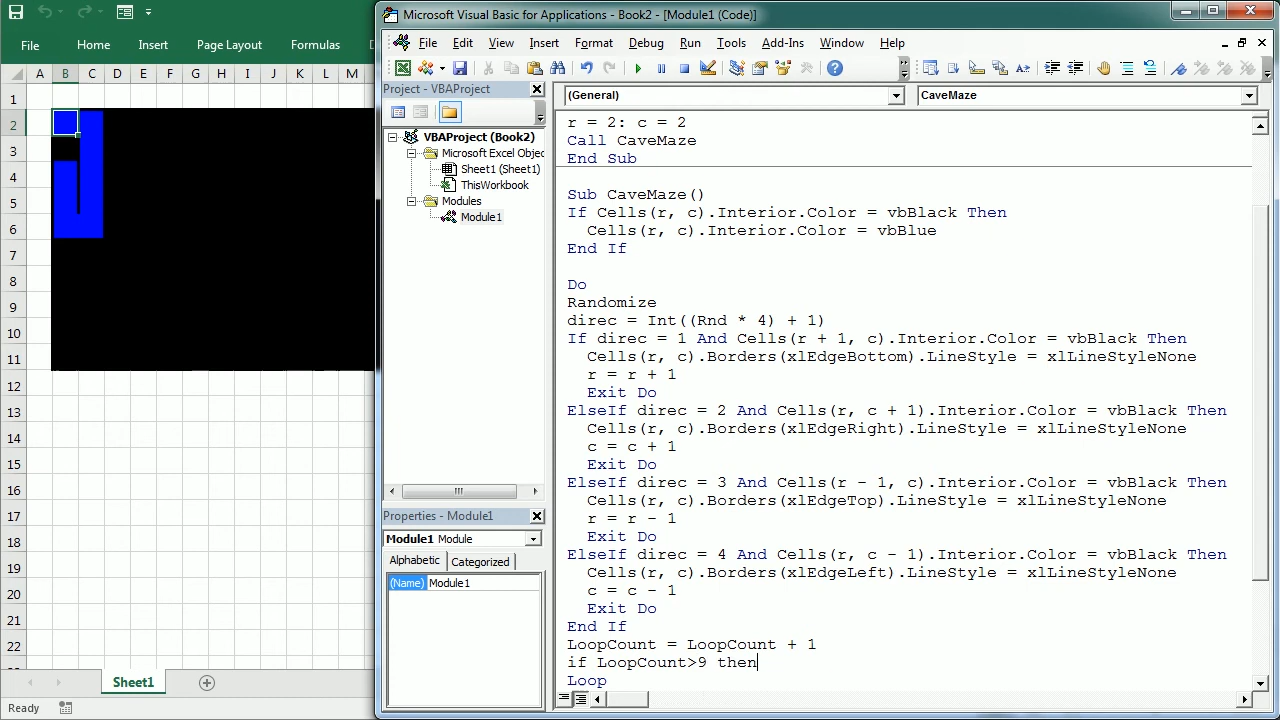 Microsoft Visual Basic for Applications - Book2 - [Module1 (Code)]
File Home Insert Page Layout Formulas
File Edit View Insert Format Debug Run Tools Add-Ins Window Help
A B C D E F G H I J K L M
1
2
3
4
5
6
7
8
9
10
11
12
13
14
15
16
17
18
19
20
21
22
Sheet1
Ready
Project - VBAProject
VBAProject (Book2)
Microsoft Excel Objec
Sheet1 (Sheet1)
ThisWorkbook
Modules
Module1
Properties - Module1
Module1 Module
Alphabetic Categorized
(Name) Module1
(General) CaveMaze
r = 2: c = 2
Call CaveMaze
End Sub
Sub CaveMaze()
If Cells(r, c).Interior.Color = vbBlack Then
Cells(r, c).Interior.Color = vbBlue
End If
Do
Randomize
direc = Int((Rnd * 4) + 1)
If direc = 1 And Cells(r + 1, c).Interior.Color = vbBlack Then
Cells(r, c).Borders(xlEdgeBottom).LineStyle = xlLineStyleNone
r = r + 1
Exit Do
ElseIf direc = 2 And Cells(r, c + 1).Interior.Color = vbBlack Then
Cells(r, c).Borders(xlEdgeRight).LineStyle = xlLineStyleNone
c = c + 1
Exit Do
ElseIf direc = 3 And Cells(r - 1, c).Interior.Color = vbBlack Then
Cells(r, c).Borders(xlEdgeTop).LineStyle = xlLineStyleNone
r = r - 1
Exit Do
ElseIf direc = 4 And Cells(r, c - 1).Interior.Color = vbBlack Then
Cells(r, c).Borders(xlEdgeLeft).LineStyle = xlLineStyleNone
c = c - 1
Exit Do
End If
LoopCount = LoopCount + 1
if LoopCount>9 then
Loop